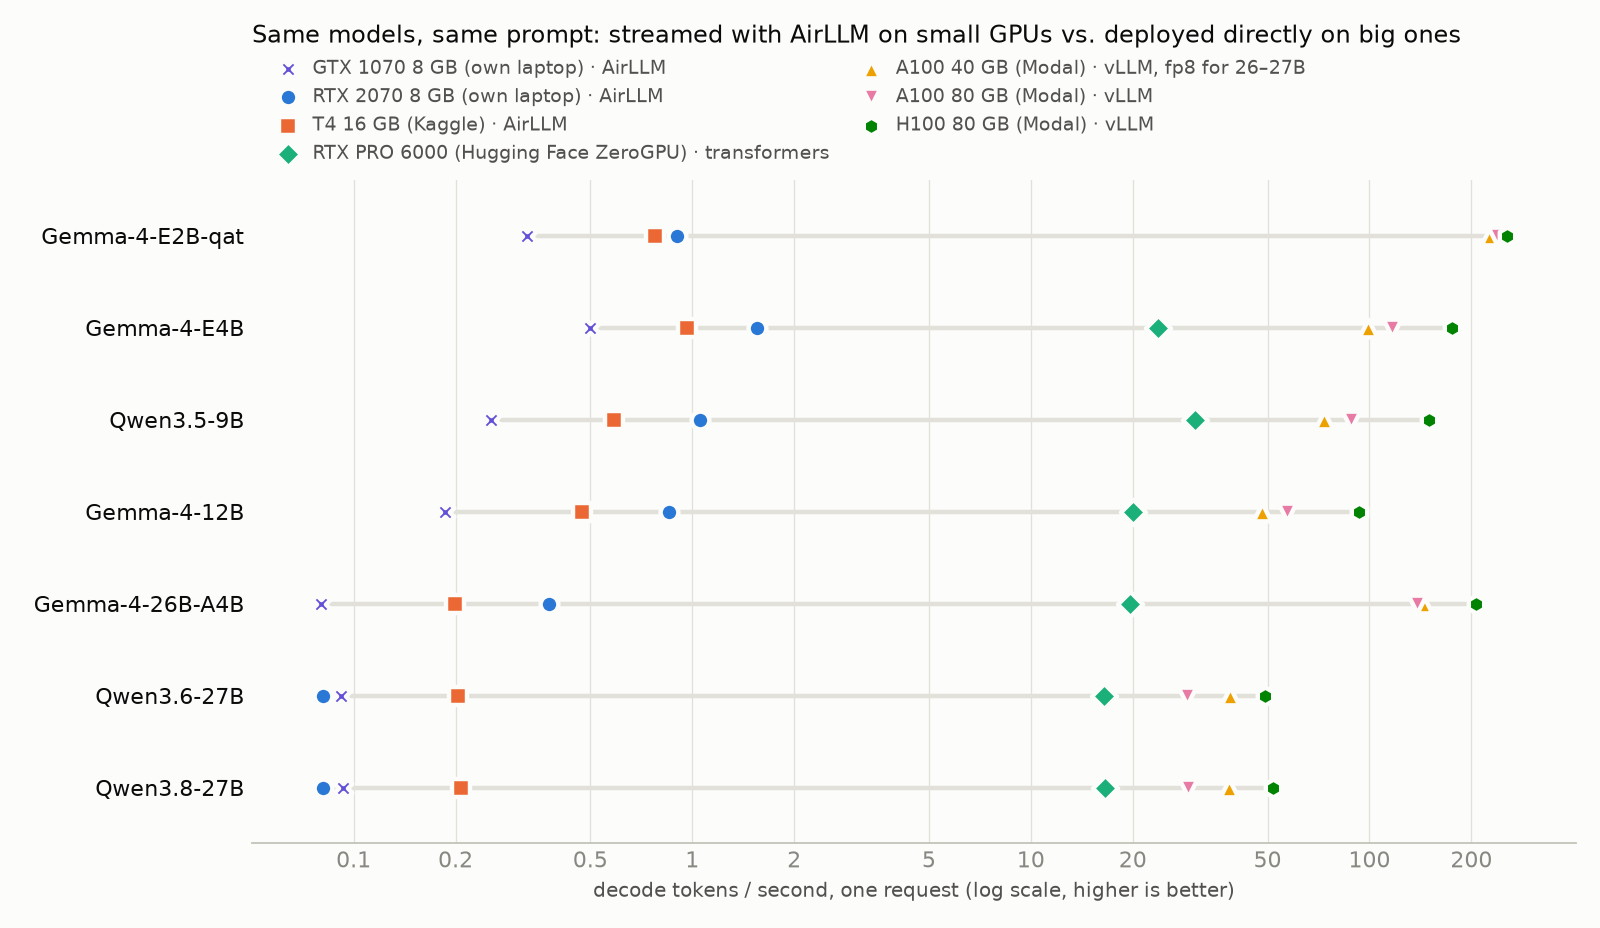 Same models, same prompt: streamed with AirLLM on small GPUs vs. deployed directly on big ones
GTX 1070 8 GB (own laptop) · AirLLM
RTX 2070 8 GB (own laptop) · AirLLM
T4 16 GB (Kaggle) · AirLLM
RTX PRO 6000 (Hugging Face ZeroGPU) · transformers
A100 40 GB (Modal) · vLLM, fp8 for 26–27B
A100 80 GB (Modal) · vLLM
H100 80 GB (Modal) · vLLM
Gemma-4-E2B-qat
Gemma-4-E4B
Qwen3.5-9B
Gemma-4-12B
Gemma-4-26B-A4B
Qwen3.6-27B
Qwen3.8-27B
0.1 0.2 0.5 1 2 5 10 20 50 100 200
decode tokens / second, one request (log scale, higher is better)